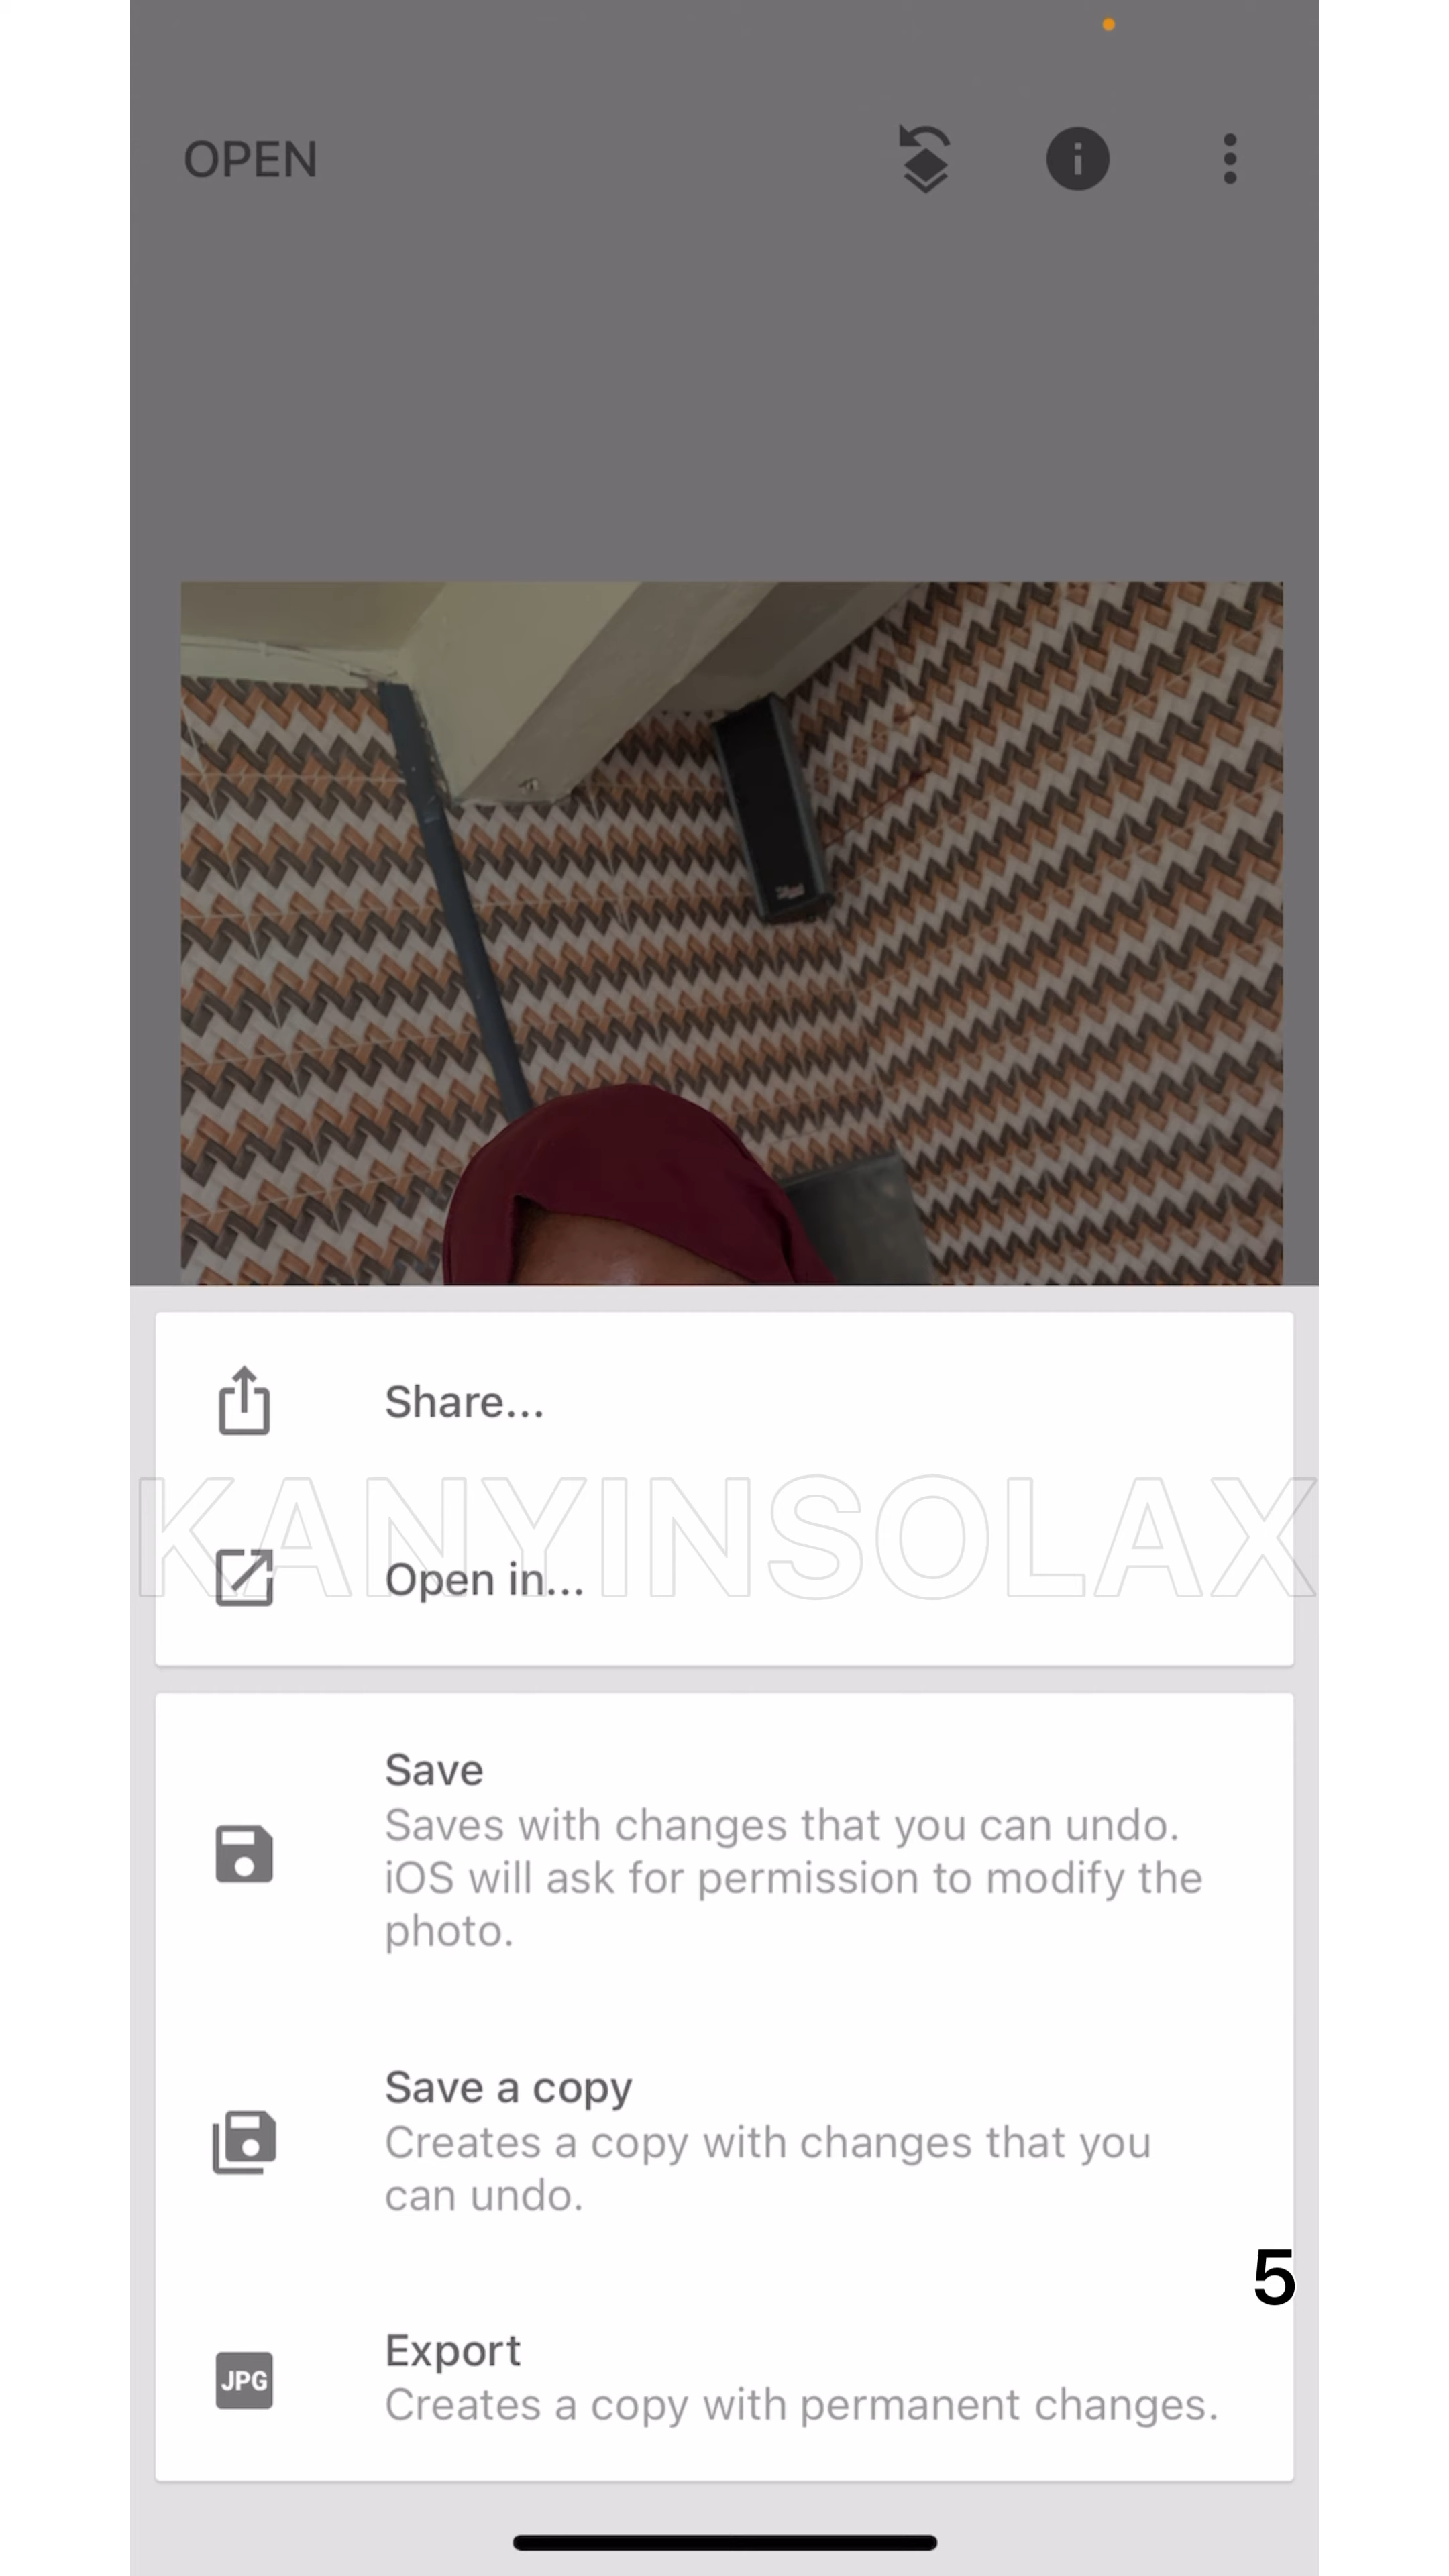 OPEN
Share...
KANYINSOLAX
Open in...
Save
Saves with changes that you can undo.
iOS will ask for permission to modify the
photo.
Save a copy
Creates a copy with changes that you
can undo.
5
JPG
Export
Creates a copy with permanent changes.